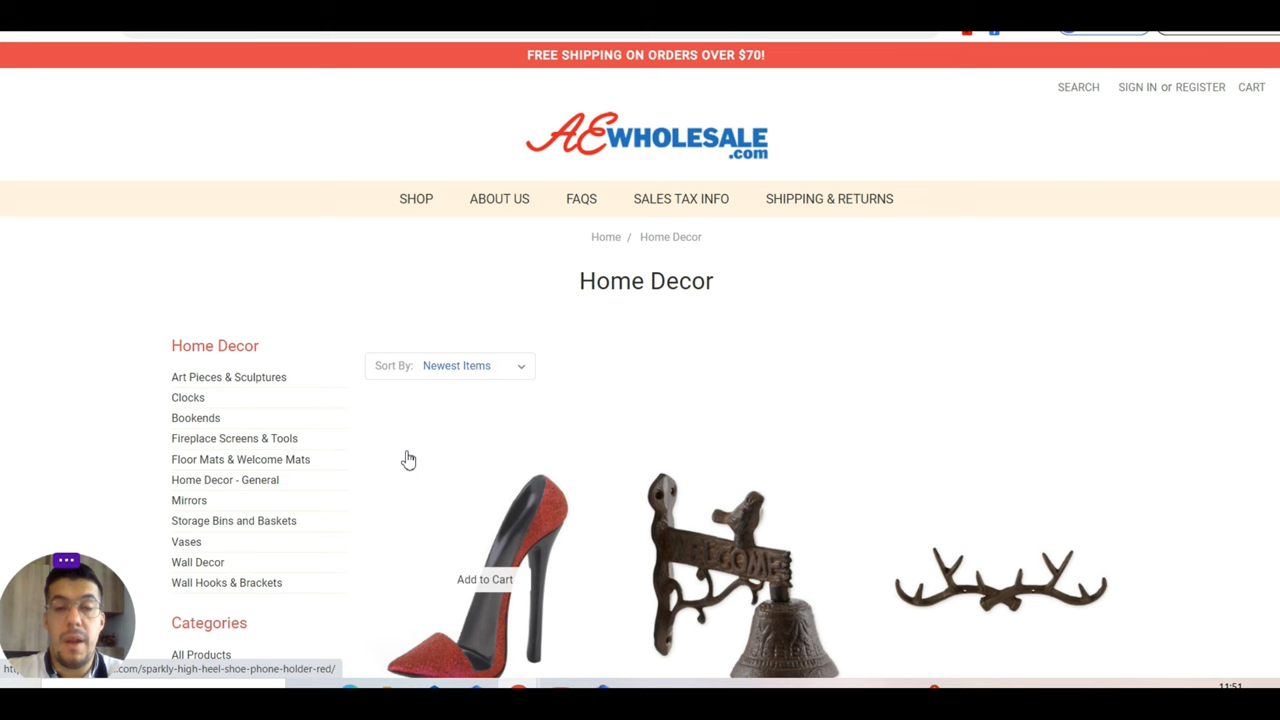 FREE SHIPPING ON ORDERS OVER $70!
SEARCH SIGN IN or REGISTER CART
AEWHOLESALE
.com
SHOP ABOUT US FAQS SALES TAX INFO SHIPPING & RETURNS
Home / Home Decor
Home Decor
Home Decor
Sort By: Newest Items
Art Pieces & Sculptures
Clocks
Bookends
Fireplace Screens & Tools
Floor Mats & Welcome Mats
Home Decor - General
Mirrors
Storage Bins and Baskets
Vases
Wall Decor
Wall Hooks & Brackets
WELCOME
Add to Cart
Categories
All Products
.com/sparkly-high-heel-shoe-phone-holder-red/
11:51